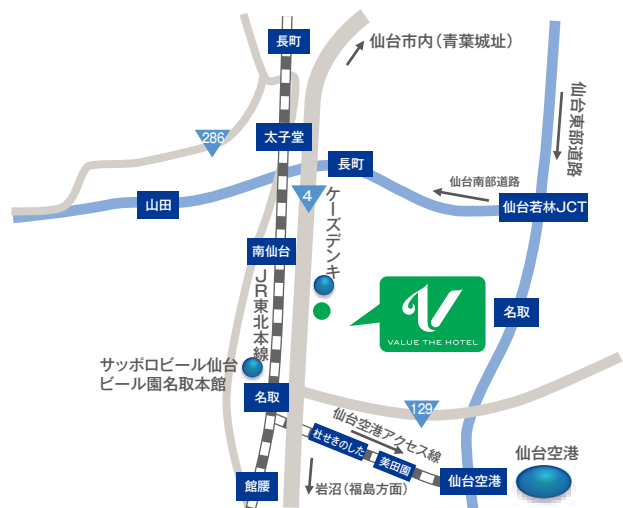 長町
仙台市内（青葉城址）
286
太子堂
仙台東部道路
長町
仙台南部道路
4
山田
仙台若林JCT
ケーズデンキ
南仙台
JR東北本線
名取
V
VALUE THE HOTEL
サッポロビール仙台
ビール園名取本館
名取
129
仙台空港アクセス線
杜せきのした
美田園
仙台空港
仙台空港
館腰
岩沼（福島方面）